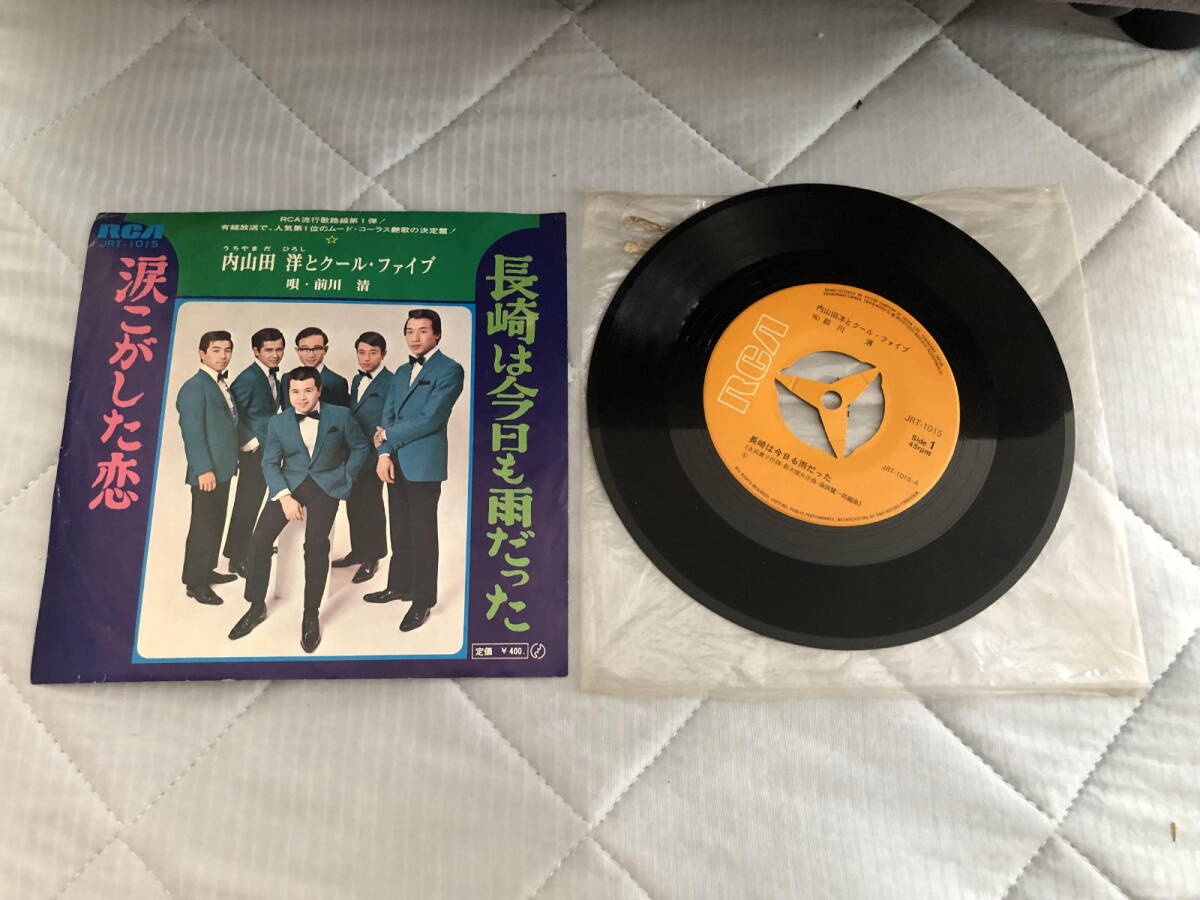 RCA
JRT-1015
RCA流行歌路線第1弾!
有線放送で、人気第1位のムード・コーラス艶歌の決定盤!
☆
うちやまだ ひろし
内山田 洋とクール・ファイブ
唄・前川 清
長崎は今日も雨だった
涙こがした恋
定価 ¥400.
RCA
内山田洋とクール・ファイブ
唄)前川 清
JRT-1015
Side 1
45rpm
JRT-1015-A
長崎は今日も雨だった